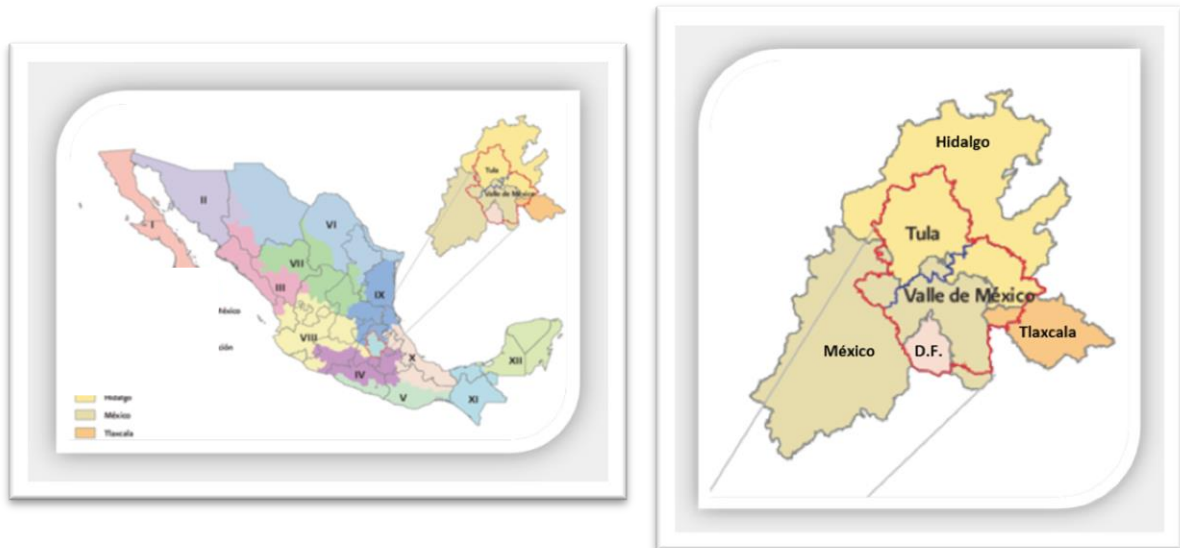 Tula
Valle de México
II
VI
I
VII
III
IX
VIII
X
XII
IV
V
XI
México
Tlaxcala
Hidalgo
Tula
Valle de México
Tlaxcala
México
D.F.